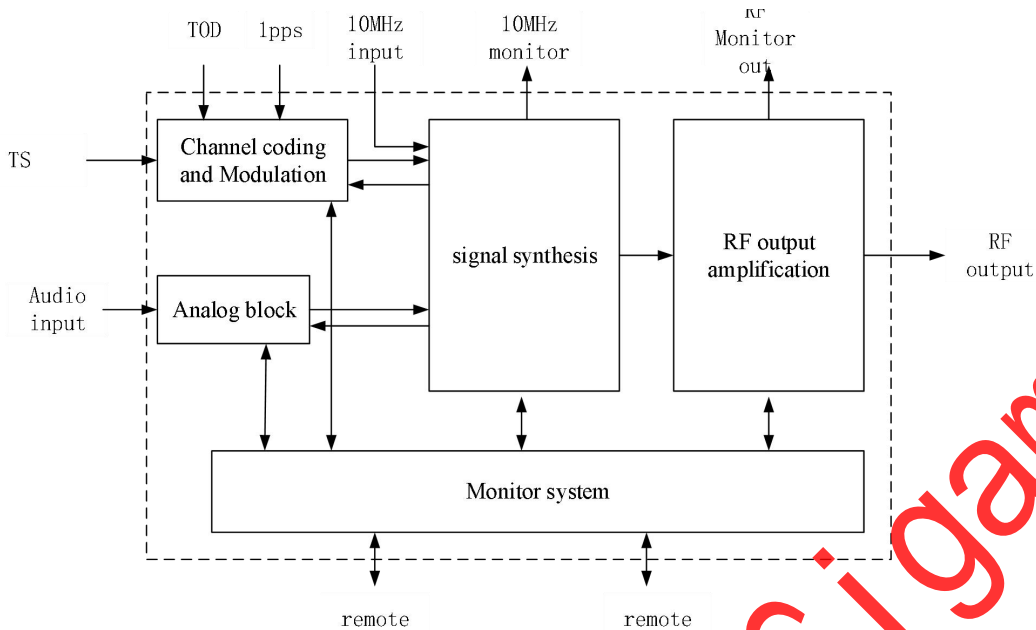 TOD
1pps
10MHz
input
10MHz
monitor
RF
Monitor
out
TS
Channel coding
and Modulation
signal synthesis
RF output
amplification
RF
output
Audio
input
Analog block
Monitor system
remote
remote